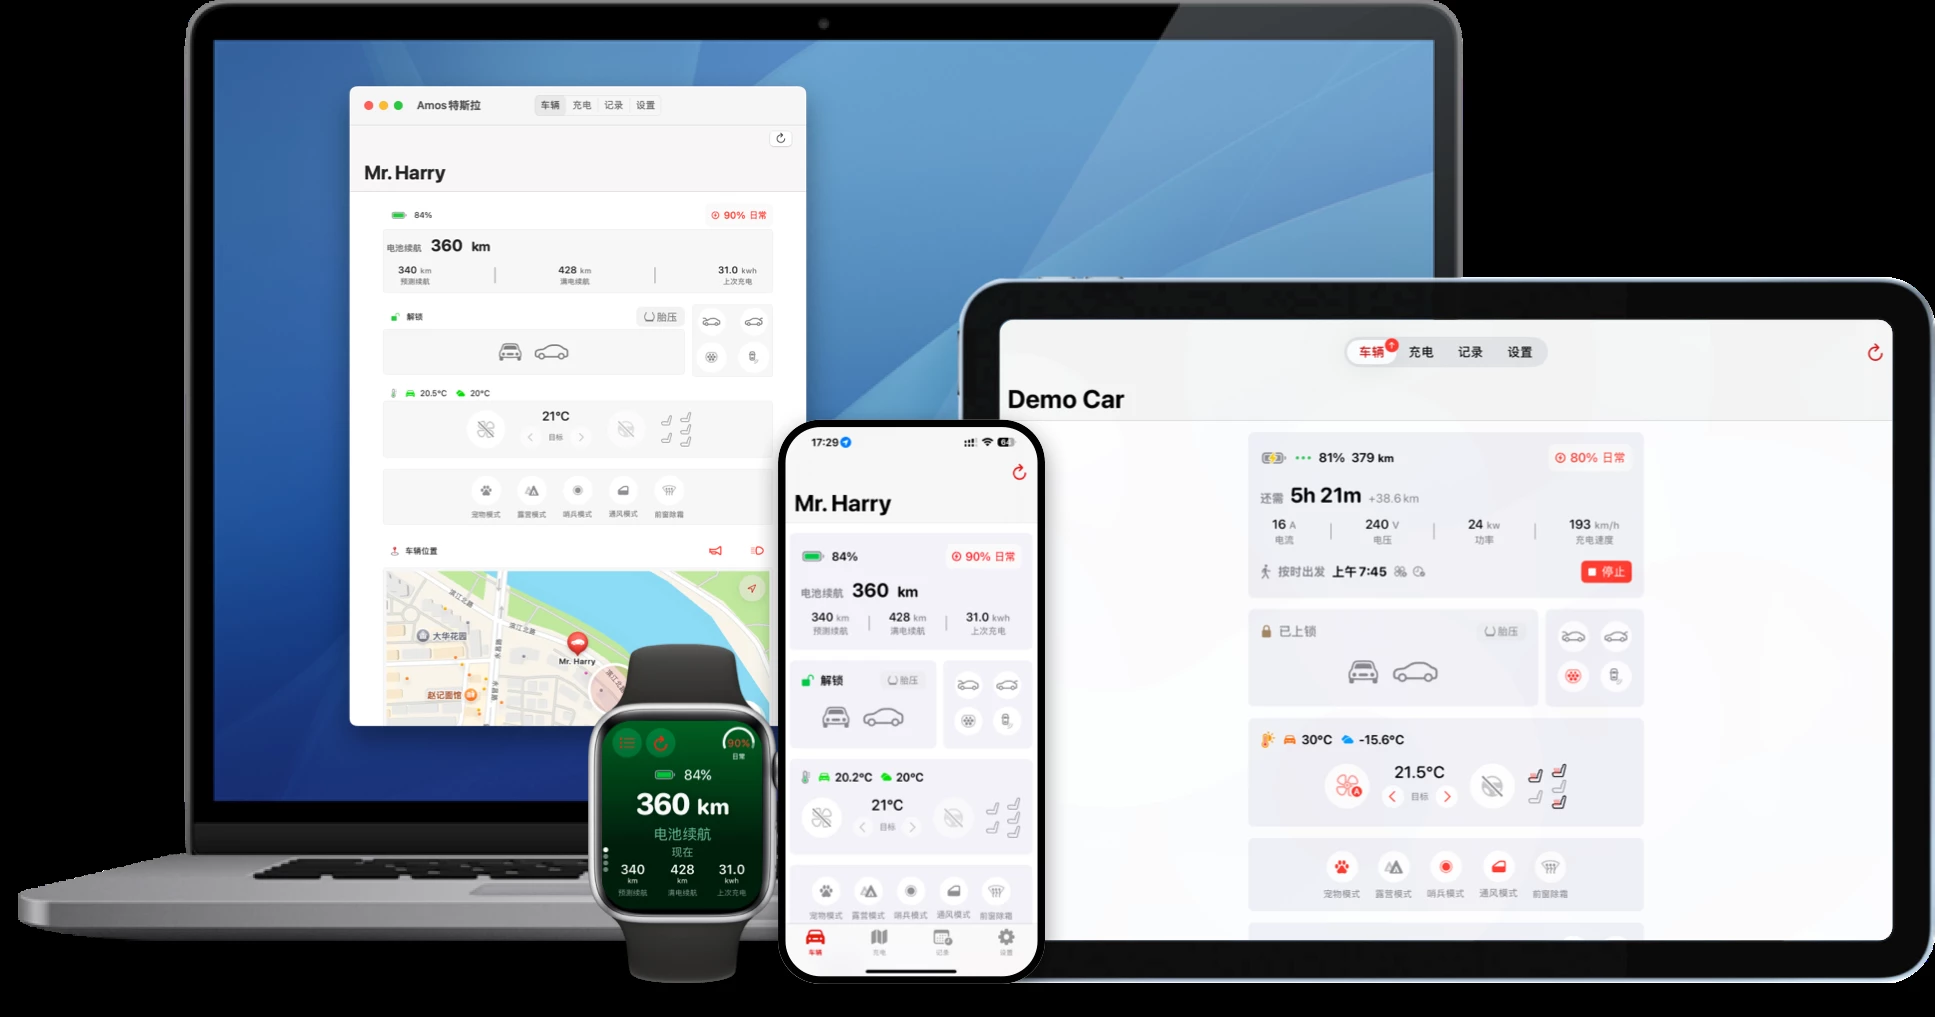 Amos特斯拉 车辆 充电 记录 设置
Mr. Harry
84% 90% 日常
电池续航 360 km
340 km 428 km 31.0 kwh
预测续航 满电续航 上次充电
解锁 胎压
20.5°C 20°C
21°C
目标
宠物模式 露营模式 哨兵模式 通风模式 前窗除霜
车辆位置
滨江北路
滨江北路
大华花园
Mr. Harry
赵记面馆
90%
日常
84%
360 km
电池续航
现在
340 428 31.0
km km kwh
预测续航 满电续航 上次充电
17:29 64
Mr. Harry
84% 90% 日常
电池续航 360 km
340 km 428 km 31.0 kwh
预测续航 满电续航 上次充电
解锁 胎压
20.2°C 20°C
21°C
目标
宠物模式 露营模式 哨兵模式 通风模式 前窗除霜
车辆 充电 记录 设置
车辆 充电 记录 设置
Demo Car
81% 379 km 80% 日常
还需 5h 21m +38.6 km
16 A 240 V 24 kw 193 km/h
电流 电压 功率 充电速度
按时出发 上午 7:45 停止
已上锁 胎压
30°C -15.6°C
21.5°C
目标
宠物模式 露营模式 哨兵模式 通风模式 前窗除霜